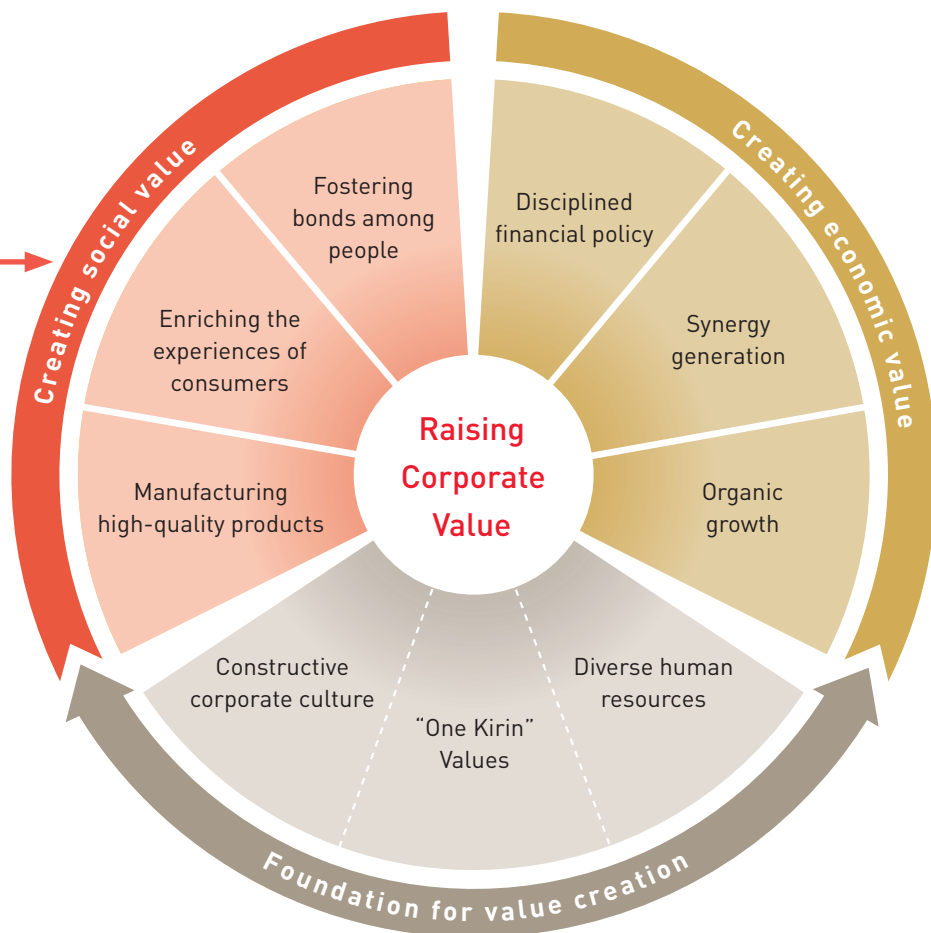 Creating social value
Creating economic value
Fostering
bonds among
people
Disciplined
financial policy
Enriching the
experiences of
consumers
Synergy
generation
Raising
Corporate
Value
Manufacturing
high-quality products
Organic
growth
Constructive
corporate culture
“One Kirin”
Values
Diverse human
resources
Foundation for value creation